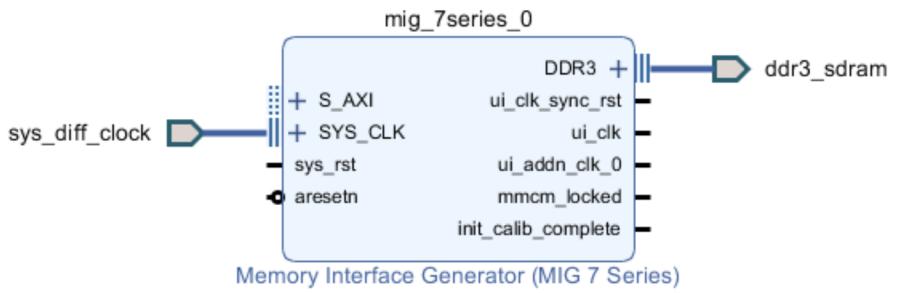 mig_7series_0
DDR3
ddr3_sdram
S_AXI
ui_clk_sync_rst
sys_diff_clock
SYS_CLK
ui_clk
sys_rst
ui_addn_clk_0
aresetn
mmcm_locked
init_calib_complete
Memory Interface Generator (MIG 7 Series)